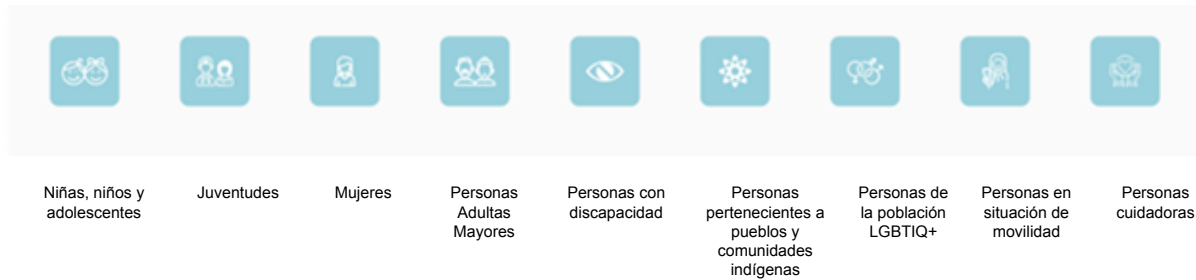 Niñas, niños y
adolescentes
Juventudes
Mujeres
Personas
Adultas
Mayores
Personas con
discapacidad
Personas
pertenecientes a
pueblos y
comunidades
indígenas
Personas de
la población
LGBTIQ+
Personas en
situación de
movilidad
Personas
cuidadoras